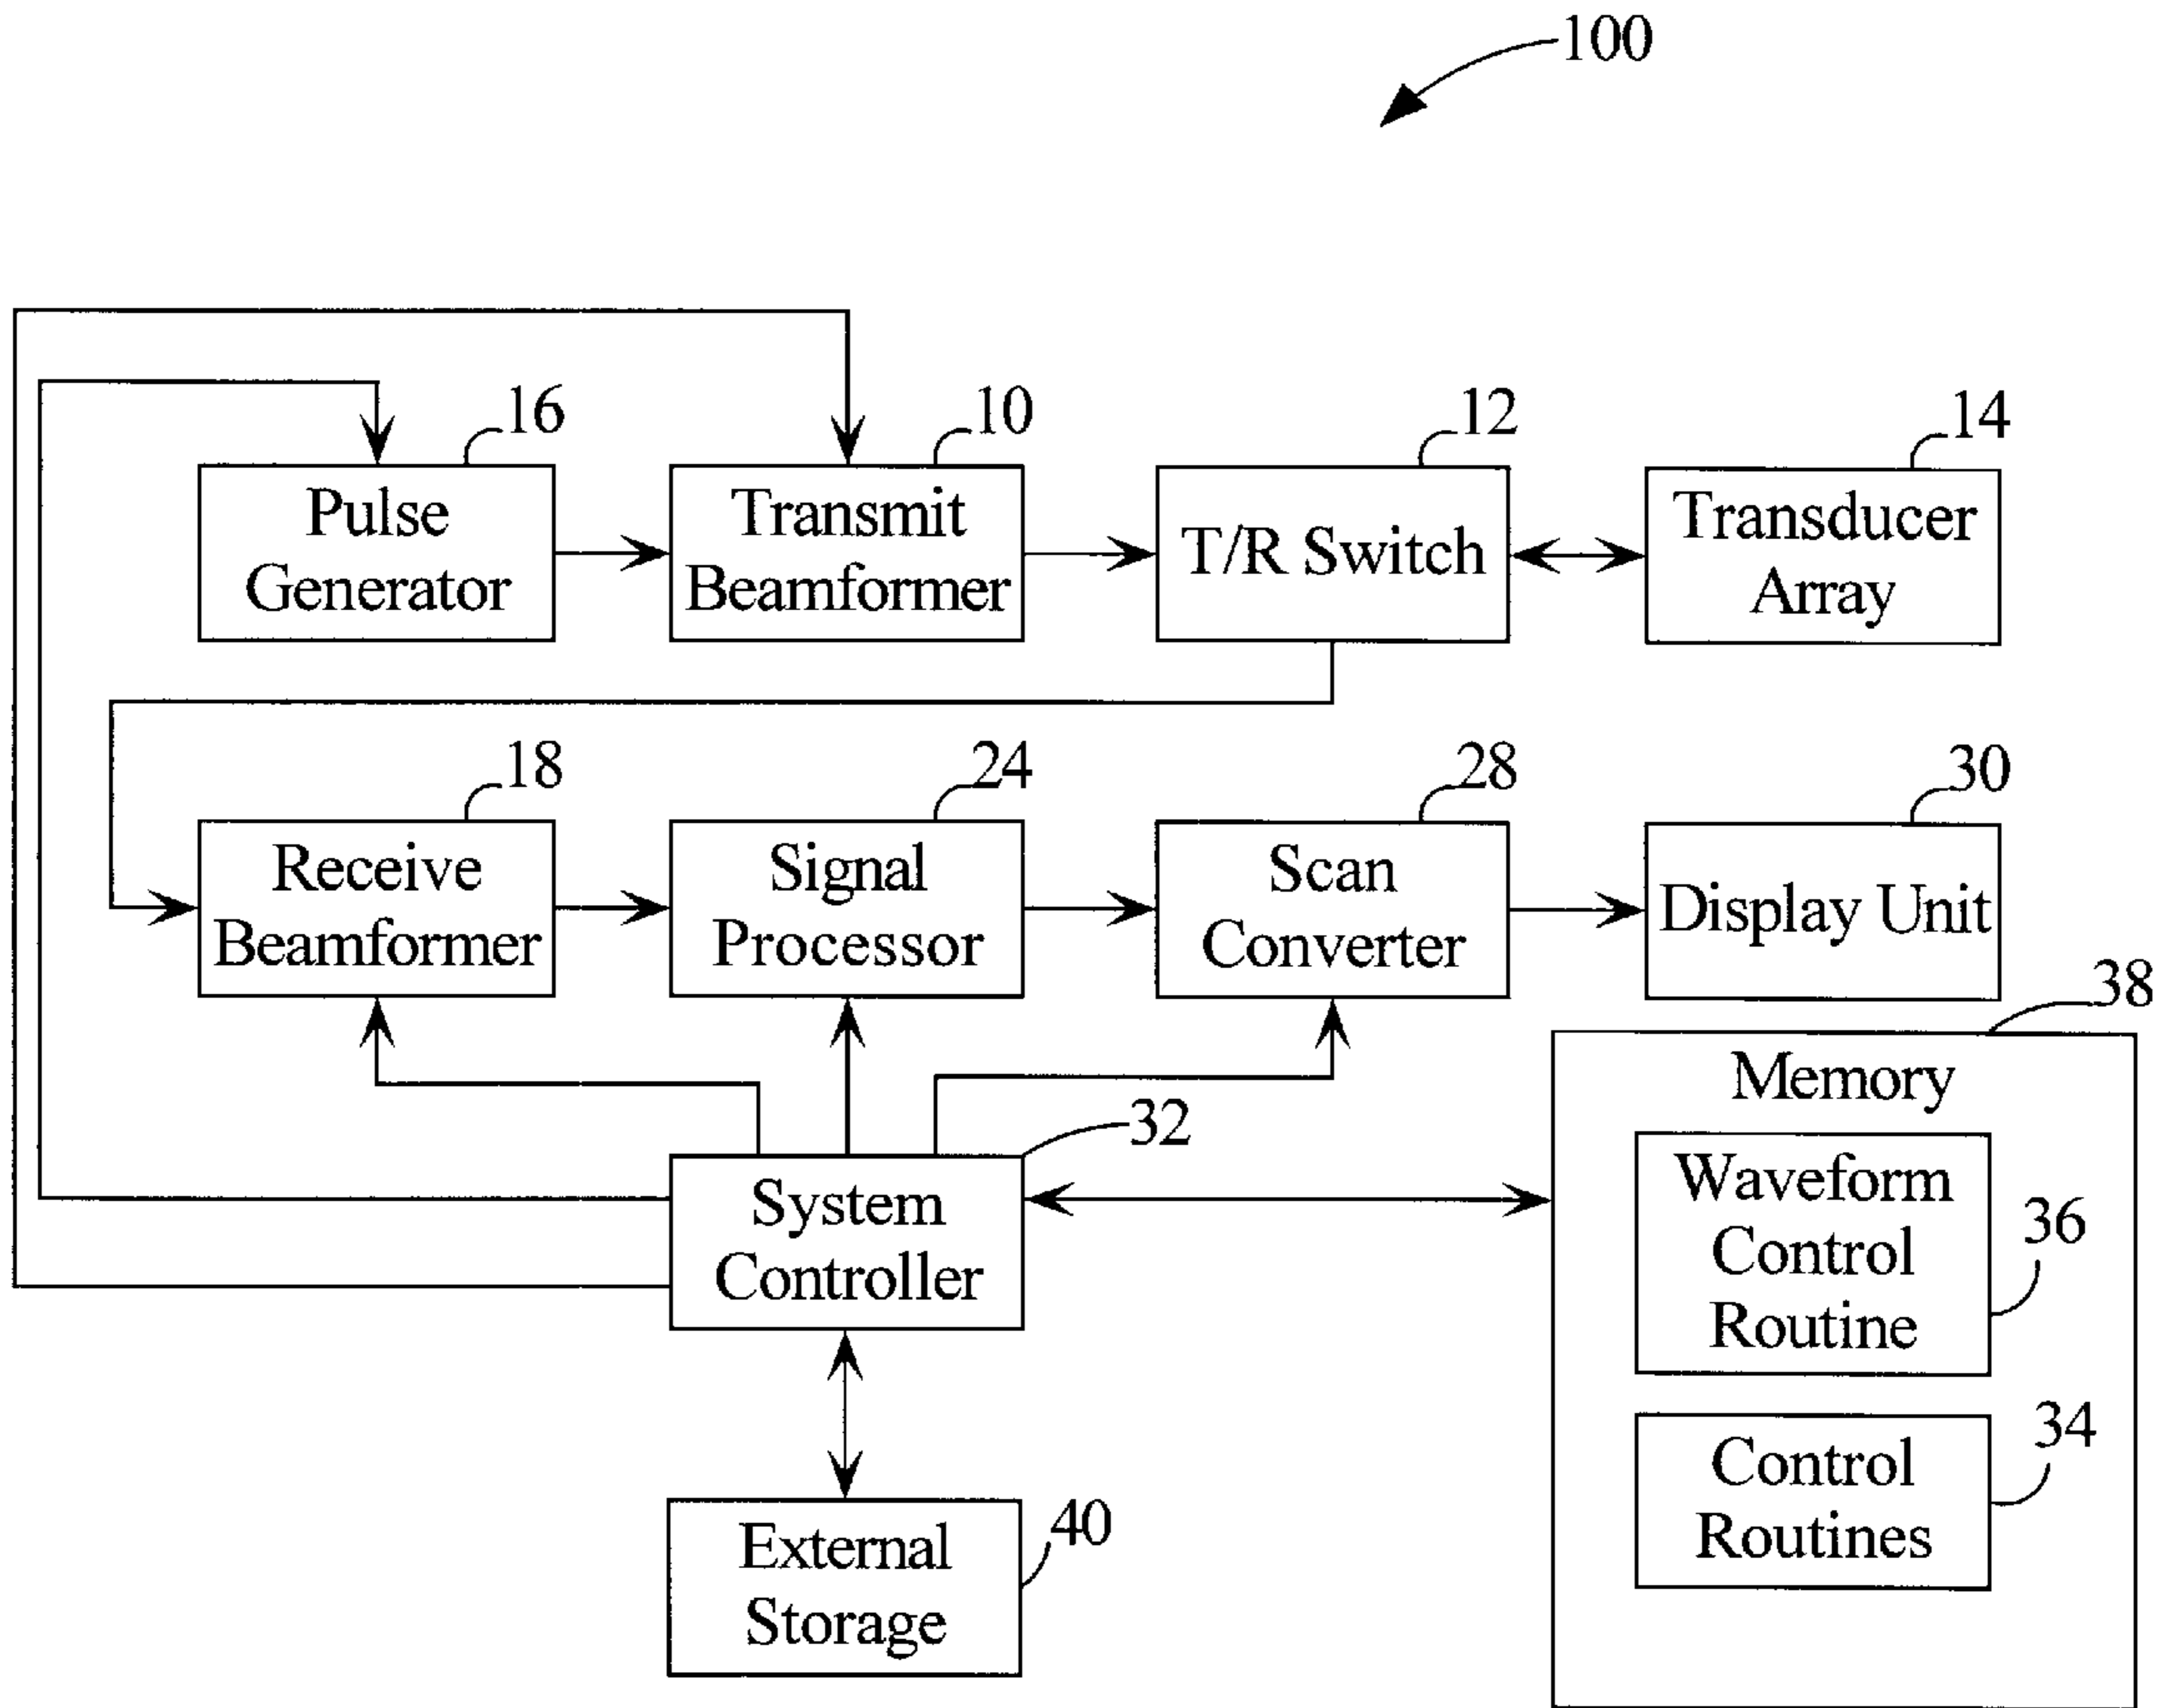 100
16
10
12
14
Pulse
Generator
Transmit
Beamformer
T/R Switch
Transducer
Array
18
24
28
30
Receive
Beamformer
Signal
Processor
Scan
Converter
Display Unit
38
Memory
32
System
Controller
Waveform
Control
Routine
36
Control
Routines
34
External
Storage
40